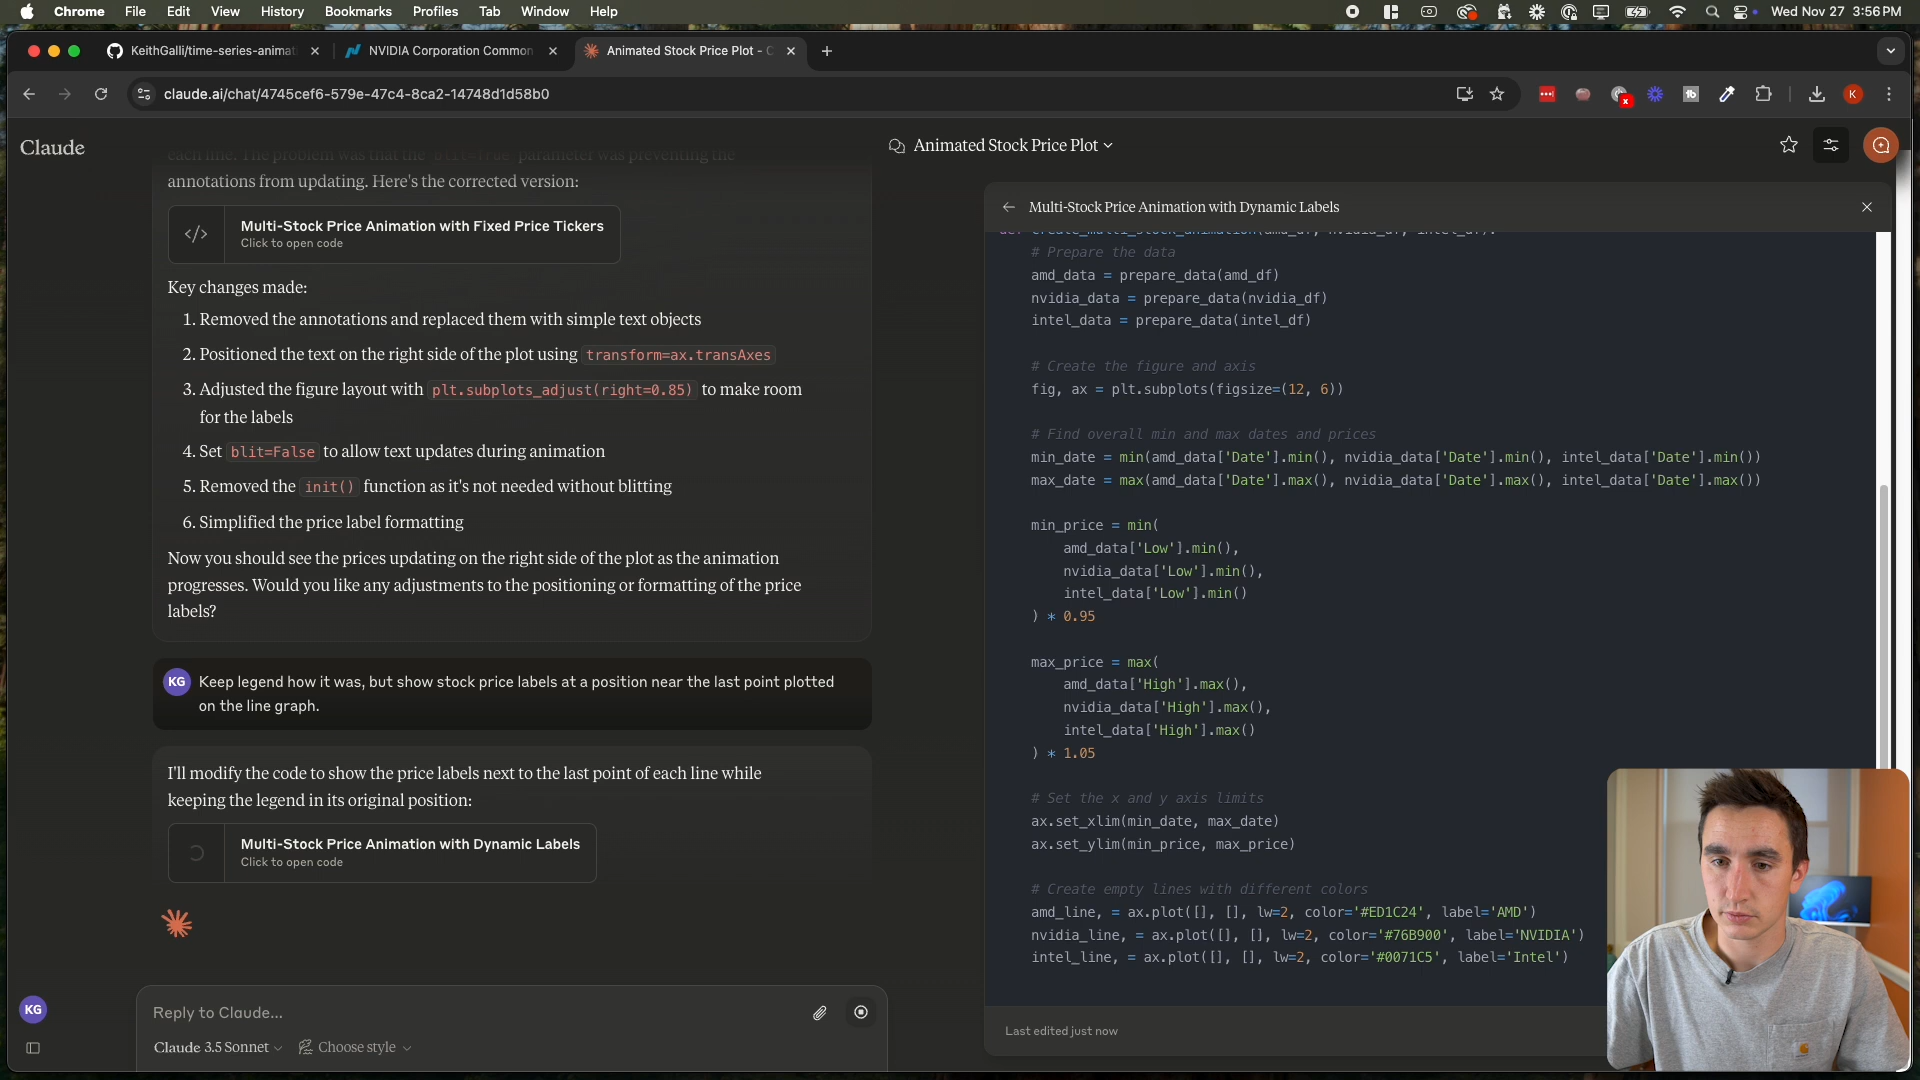 Chrome File Edit View History Bookmarks Profiles Tab Window Help Wed Nov 27 3:56 PM
KeithGalli/time-series-animat NVIDIA Corporation Common Animated Stock Price Plot - C
claude.ai/chat/4745cef6-579e-47c4-8ca2-14748d1d58b0 K
Claude
Animated Stock Price Plot
each line. The problem was that the blit=True parameter was preventing the
annotations from updating. Here's the corrected version:
</>
Multi-Stock Price Animation with Fixed Price Tickers
Click to open code
Key changes made:
1. Removed the annotations and replaced them with simple text objects
2. Positioned the text on the right side of the plot using transform=ax.transAxes
3. Adjusted the figure layout with plt.subplots_adjust(right=0.85) to make room
for the labels
4. Set blit=False to allow text updates during animation
5. Removed the init() function as it's not needed without blitting
6. Simplified the price label formatting
Now you should see the prices updating on the right side of the plot as the animation
progresses. Would you like any adjustments to the positioning or formatting of the price
labels?
KG
Keep legend how it was, but show stock price labels at a position near the last point plotted
on the line graph.
I'll modify the code to show the price labels next to the last point of each line while
keeping the legend in its original position:
Multi-Stock Price Animation with Dynamic Labels
Click to open code
KG
Reply to Claude...
Claude 3.5 Sonnet Choose style
Multi-Stock Price Animation with Dynamic Labels
# Prepare the data
amd_data = prepare_data(amd_df)
nvidia_data = prepare_data(nvidia_df)
intel_data = prepare_data(intel_df)
# Create the figure and axis
fig, ax = plt.subplots(figsize=(12, 6))
# Find overall min and max dates and prices
min_date = min(amd_data['Date'].min(), nvidia_data['Date'].min(), intel_data['Date'].min())
max_date = max(amd_data['Date'].max(), nvidia_data['Date'].max(), intel_data['Date'].max())
min_price = min(
amd_data['Low'].min(),
nvidia_data['Low'].min(),
intel_data['Low'].min()
) * 0.95
max_price = max(
amd_data['High'].max(),
nvidia_data['High'].max(),
intel_data['High'].max()
) * 1.05
# Set the x and y axis limits
ax.set_xlim(min_date, max_date)
ax.set_ylim(min_price, max_price)
# Create empty lines with different colors
amd_line, = ax.plot([], [], lw=2, color='#ED1C24', label='AMD')
nvidia_line, = ax.plot([], [], lw=2, color='#76B900', label='NVIDIA')
intel_line, = ax.plot([], [], lw=2, color='#0071C5', label='Intel')
Last edited just now